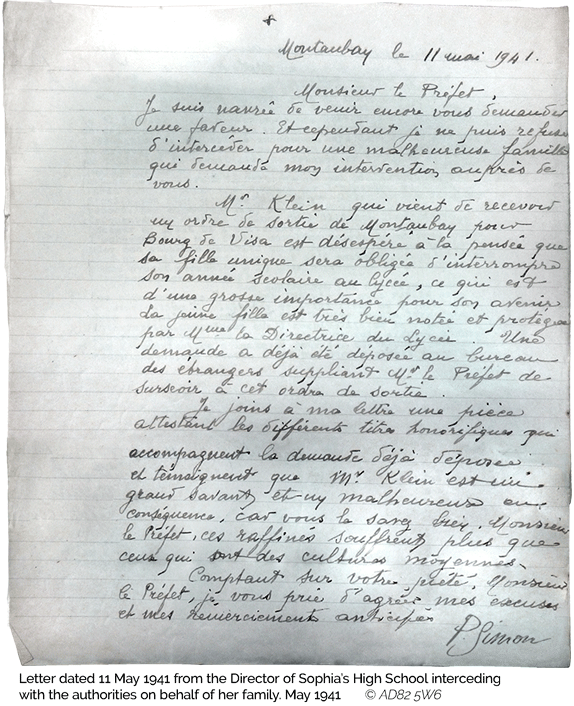 Montauban le 11 mai 1941.
Monsieur le Préfet,
Je suis navrée de venir encore vous demander
une faveur. Et cependant je ne puis refuser
d'intercéder pour une malheureuse famille
qui demande mon intervention auprès de
vous.
Mr. Klein qui vient de recevoir
un ordre de sortie de Montauban pour
Bourg de Visa est désespéré à la pensée que
sa fille unique sera obligée d'interrompre
son année scolaire au lycée, ce qui est
d'une grosse importance pour son avenir
La jeune fille est très bien notée et protégée
par Mme la Directrice du Lycée. Une
demande a déjà été déposée au bureau
des étrangers suppliant Mr le Préfet de
surseoir à cet ordre de sortie.
Je joins à ma lettre une pièce
attestant les différents titres honorifiques qui
accompagnent la demande déjà déposée
et témoignent que Mr Klein est un
grand savant et un malheureux en
conséquence, car vous le savez bien, Monsieur
le Préfet, ces raffinés souffrent plus que
ceux qui ont des cultures moyennes.
Comptant sur votre Monsieur
le Préfet, je vous prie d'agréer mes excuses
et mes remerciements anticipés
P. Simon
Letter dated 11 May 1941 from the Director of Sophia's High School interceding
with the authorities on behalf of her family. May 1941 © AD82 5W6